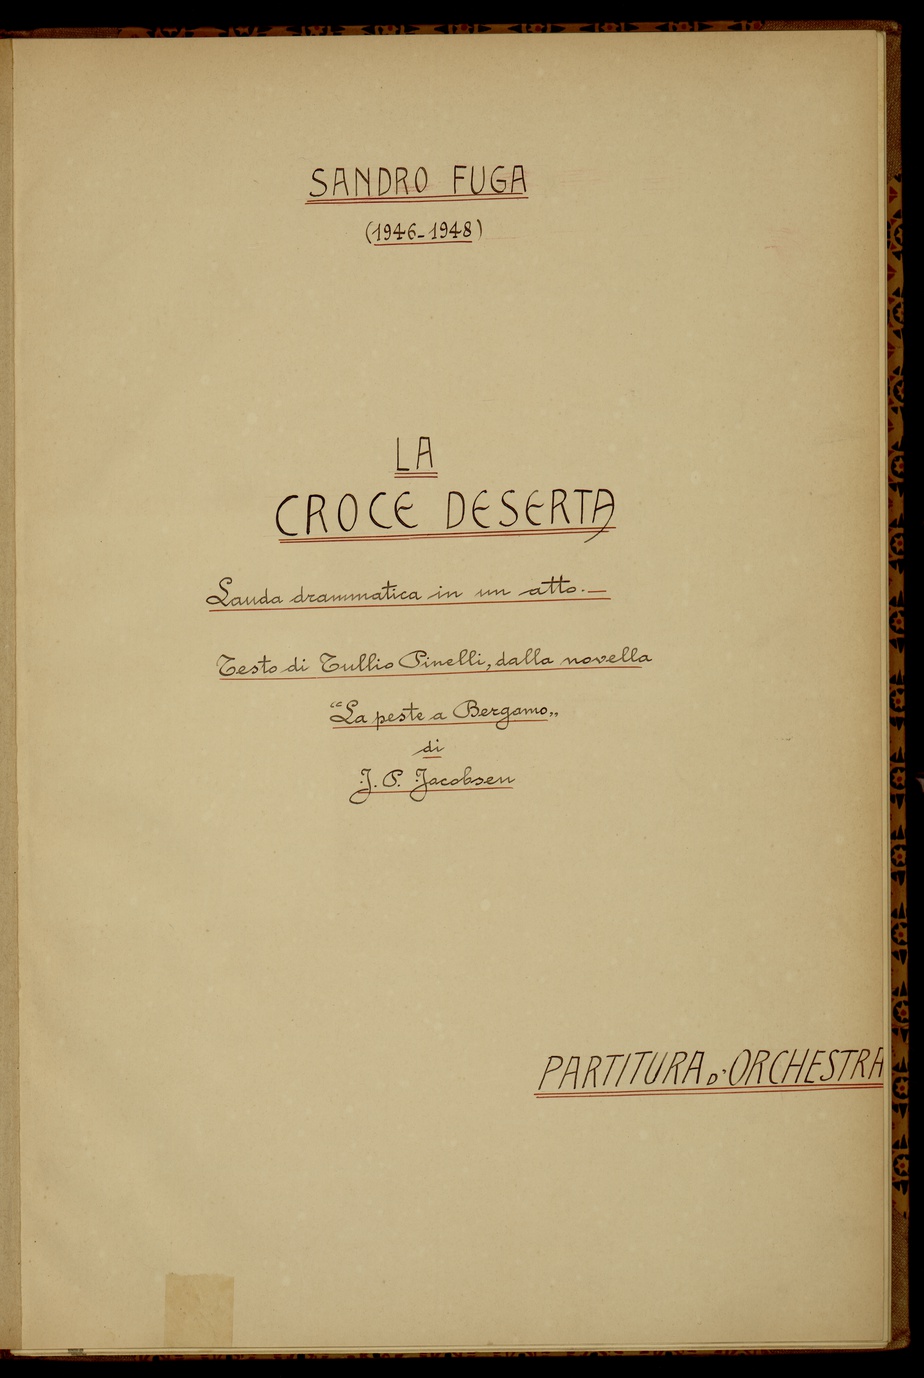 SANDRO FUGA
(1946-1948)
LA
CROCE DESERTA
Lauda drammatica in un atto.—
Testo di Tullio Pinelli, dalla novella
“La peste a Bergamo„
di
J. P. Jacobsen
PARTITURA D'ORCHESTRA